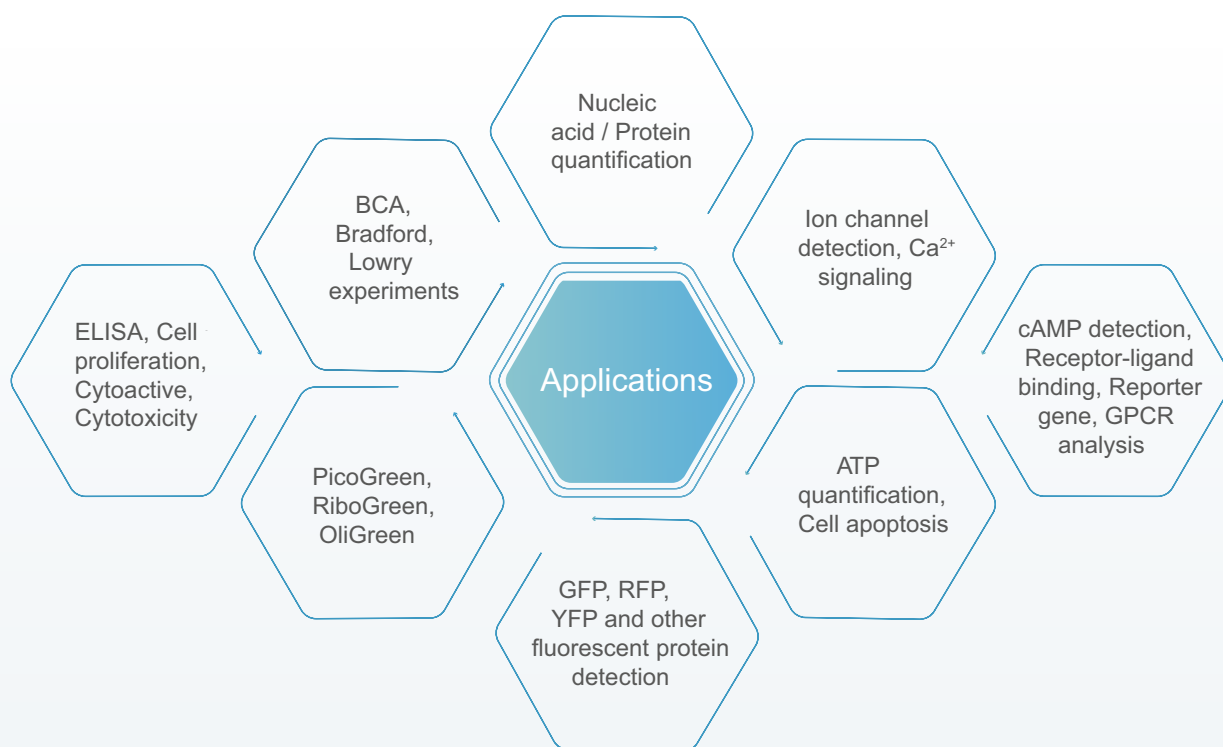 Nucleic
acid / Protein
quantification
BCA,
Bradford,
Lowry
experiments
Ion channel
detection, Ca²⁺
signaling
ELISA, Cell
proliferation,
Cytoactive,
Cytotoxicity
Applications
cAMP detection,
Receptor-ligand
binding, Reporter
gene, GPCR
analysis
PicoGreen,
RiboGreen,
OliGreen
ATP
quantification,
Cell apoptosis
GFP, RFP,
YFP and other
fluorescent protein
detection